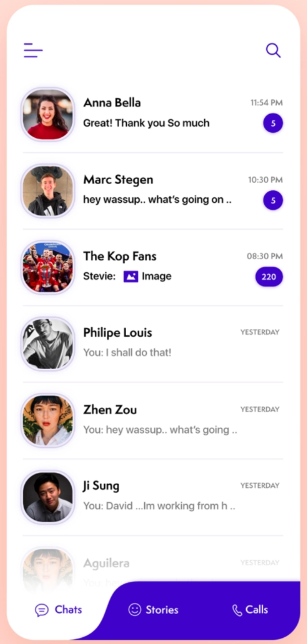 Anna Bella 11:54 PM
Great! Thank you So much 5
Marc Stegen 10:30 PM
hey wassup.. what's going on .. 5
The Kop Fans 08:30 PM
Stevie: Image 220
Philipe Louis YESTERDAY
You: I shall do that!
Zhen Zou YESTERDAY
You: hey wassup.. what's going ..
Ji Sung YESTERDAY
You: David ...Im working from h ..
Aguilera YESTERDAY
Chats Stories Calls